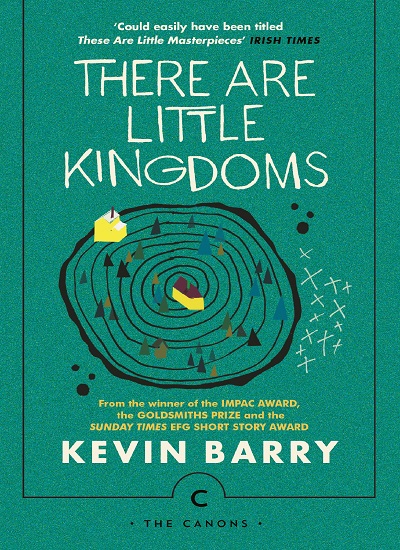 ‘Could easily have been titled
These Are Little Masterpieces’ IRISH TIMES
THERE ARE
LITTLE
KINGDOMS
From the winner of the IMPAC AWARD,
the GOLDSMITHS PRIZE and the
SUNDAY TIMES EFG SHORT STORY AWARD
KEVIN BARRY
C
• THE CANONS •